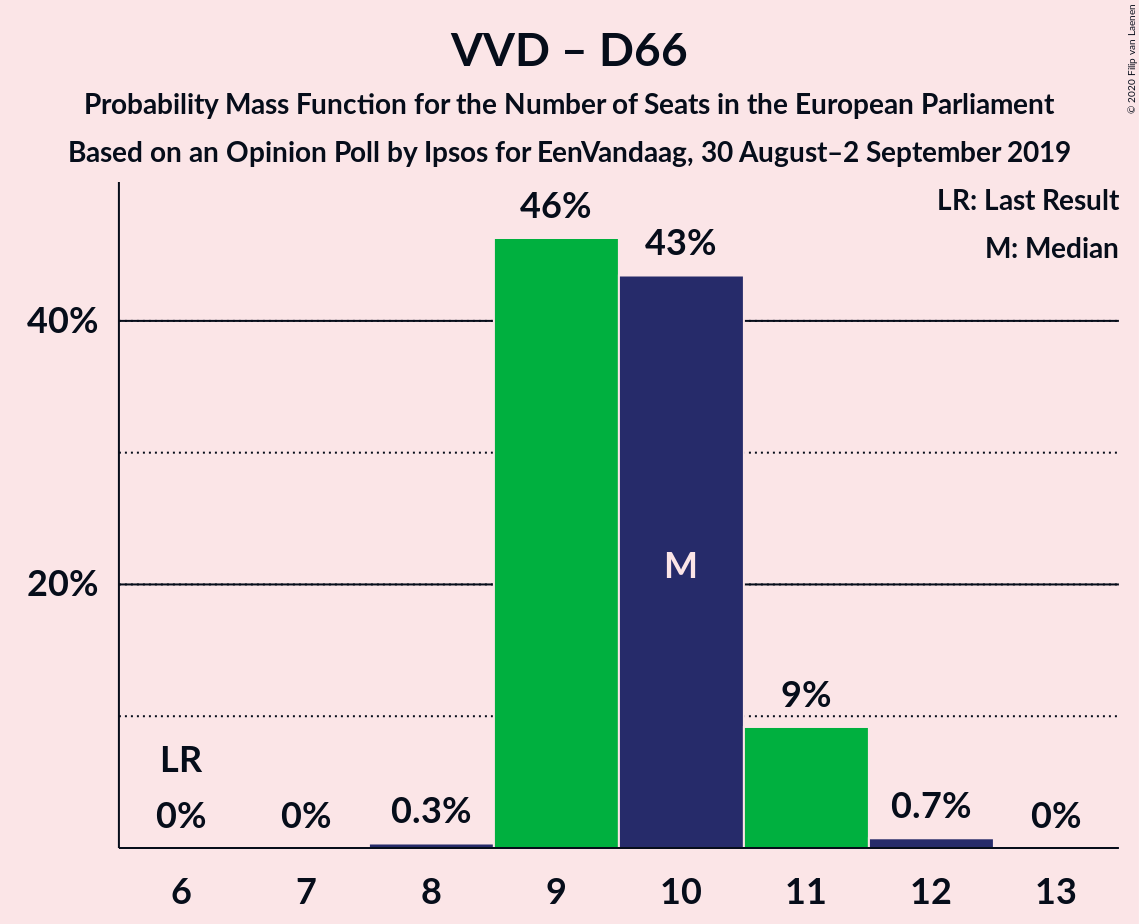 VVD – D66
Probability Mass Function for the Number of Seats in the European Parliament
Based on an Opinion Poll by Ipsos for EenVandaag, 30 August–2 September 2019
© 2020 Filip van Laenen
LR: Last Result
M: Median
46%
43%
40%
M
20%
9%
LR
0%
0%
0.3%
0.7%
0%
6 7 8 9 10 11 12 13